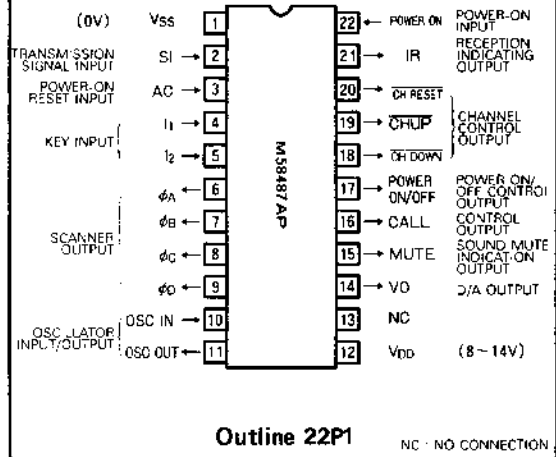 (0V) VSS 1 22 POWER ON POWER-ON INPUT
TRANSMISSION SIGNAL INPUT SI 2 21 IR RECEPTION INDICATING OUTPUT
POWER-ON RESET INPUT AC 3 20 CH RESET
KEY INPUT I1 4 19 CHUP CHANNEL CONTROL OUTPUT
I2 5 18 CH DOWN
SCANNER OUTPUT φA 6 17 POWER ON/OFF POWER ON/OFF CONTROL OUTPUT
φB 7 16 CALL CONTROL OUTPUT
φC 8 15 MUTE SOUND MUTE INDICATION OUTPUT
φD 9 14 VO D/A OUTPUT
OSCILLATOR INPUT/OUTPUT OSC IN 10 13 NC
OSC OUT 11 12 VDD (8~14V)
M58487AP
Outline 22P1
NC : NO CONNECTION